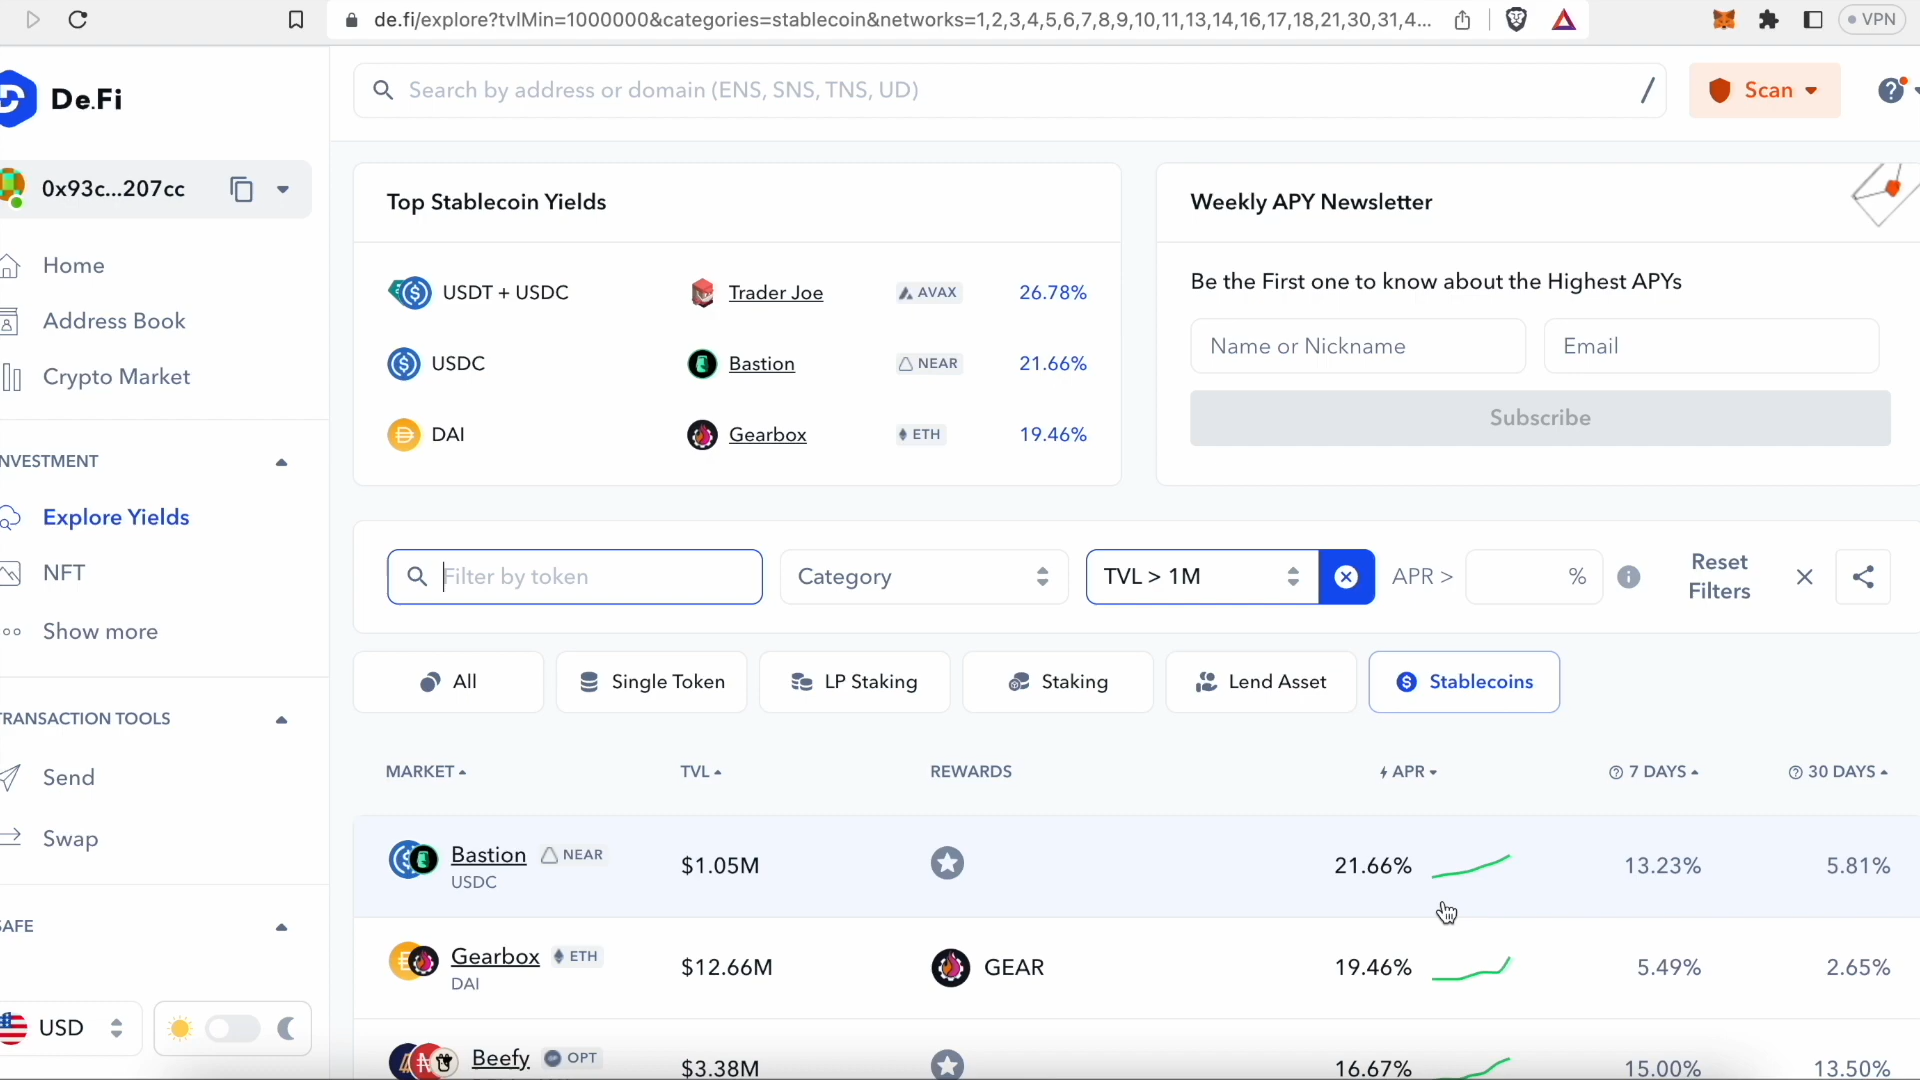 de.fi/explore?tvlMin=1000000&categories=stablecoin&networks=1,2,3,4,5,6,7,8,9,10,11,13,14,16,17,18,21,30,31,4...
VPN
De.Fi
Search by address or domain (ENS, SNS, TNS, UD)
/
Scan
?
0x93c...207cc
Home
Address Book
Crypto Market
NVESTMENT
Explore Yields
NFT
Show more
TRANSACTION TOOLS
Send
Swap
SAFE
USD
Top Stablecoin Yields
USDT + USDC Trader Joe AVAX 26.78%
USDC Bastion NEAR 21.66%
DAI Gearbox ETH 19.46%
Weekly APY Newsletter
Be the First one to know about the Highest APYs
Name or Nickname Email
Subscribe
Filter by token Category TVL > 1M APR > % Reset Filters
All Single Token LP Staking Staking Lend Asset Stablecoins
MARKET TVL REWARDS APR 7 DAYS 30 DAYS
Bastion NEAR $1.05M 21.66% 13.23% 5.81%
USDC
Gearbox ETH $12.66M GEAR 19.46% 5.49% 2.65%
DAI
Beefy OPT $3.38M 16.67% 15.00% 13.50%